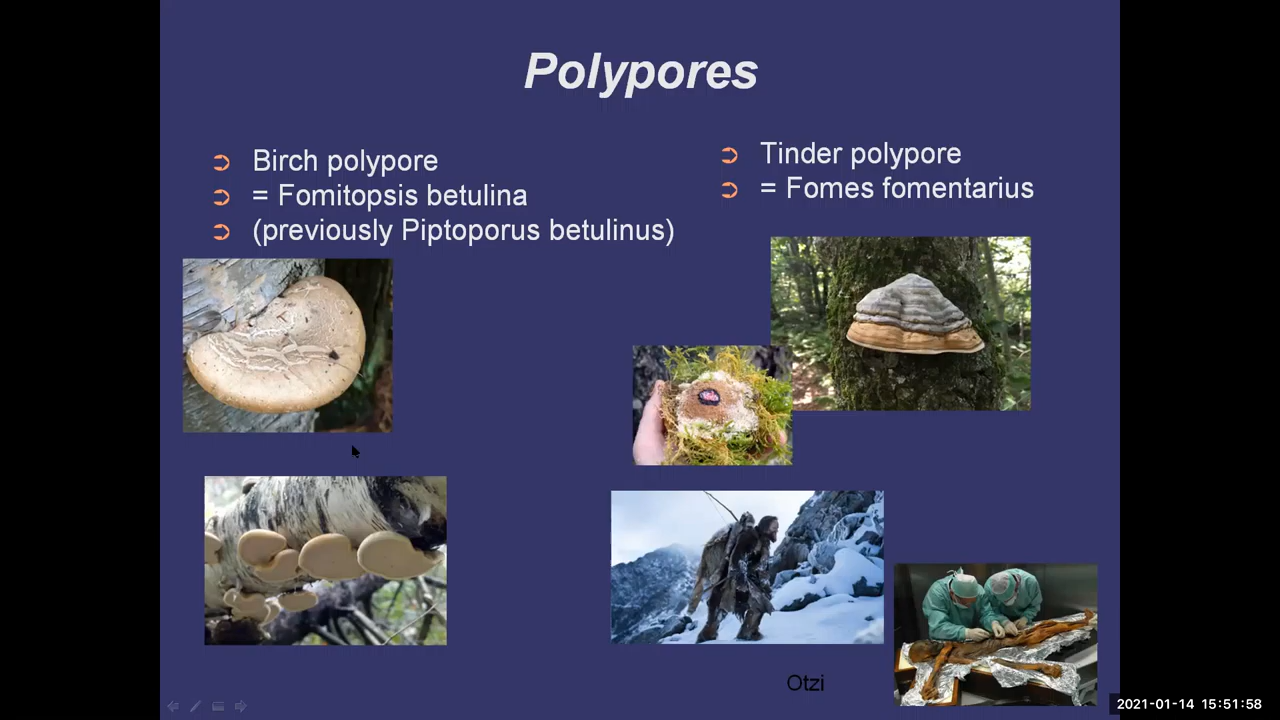 Polypores
Birch polypore
= Fomitopsis betulina
(previously Piptoporus betulinus)
Tinder polypore
= Fomes fomentarius
Otzi
2021-01-14 15:51:58